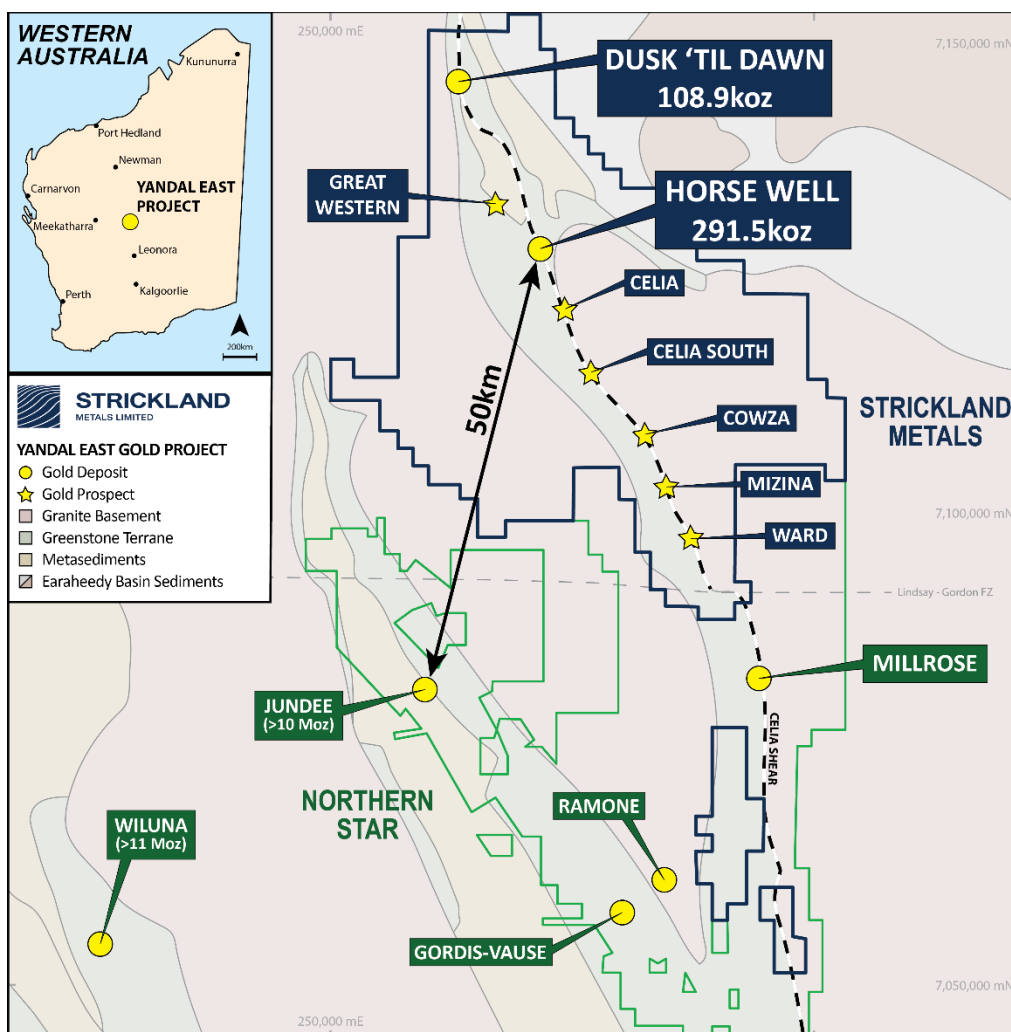 WESTERN
AUSTRALIA
Kununurra
Port Hedland
Newman
Carnarvon
YANDAL EAST
PROJECT
Meekatharra
Leonora
Perth
Kalgoorlie
200km
STRICKLAND
METALS LIMITED
YANDAL EAST GOLD PROJECT
Gold Deposit
Gold Prospect
Granite Basement
Greenstone Terrane
Metasediments
Earaheedy Basin Sediments
250,000 mE
7,150,000 mN
DUSK ‘TIL DAWN
108.9koz
GREAT
WESTERN
HORSE WELL
291.5koz
CELIA
CELIA SOUTH
50km
STRICKLAND
METALS
COWZA
MIZINA
7,100,000 mN
WARD
Lindsay - Gordon FZ
MILLROSE
JUNDEE
(>10 Moz)
CELIA SHEAR
NORTHERN
STAR
RAMONE
WILUNA
(>11 Moz)
GORDIS-VAUSE
7,050,000 mN
250,000 mE